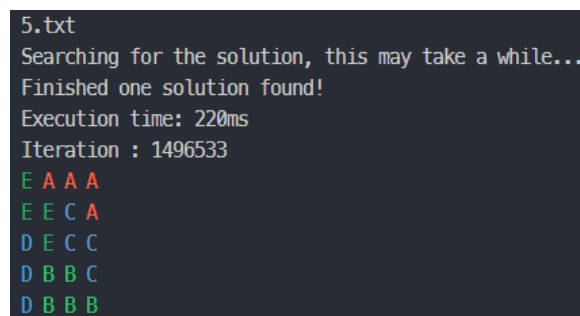 5.txt
Searching for the solution, this may take a while...
Finished one solution found!
Execution time: 220ms
Iteration : 1496533
E A A A
E E C A
D E C C
D B B C
D B B B